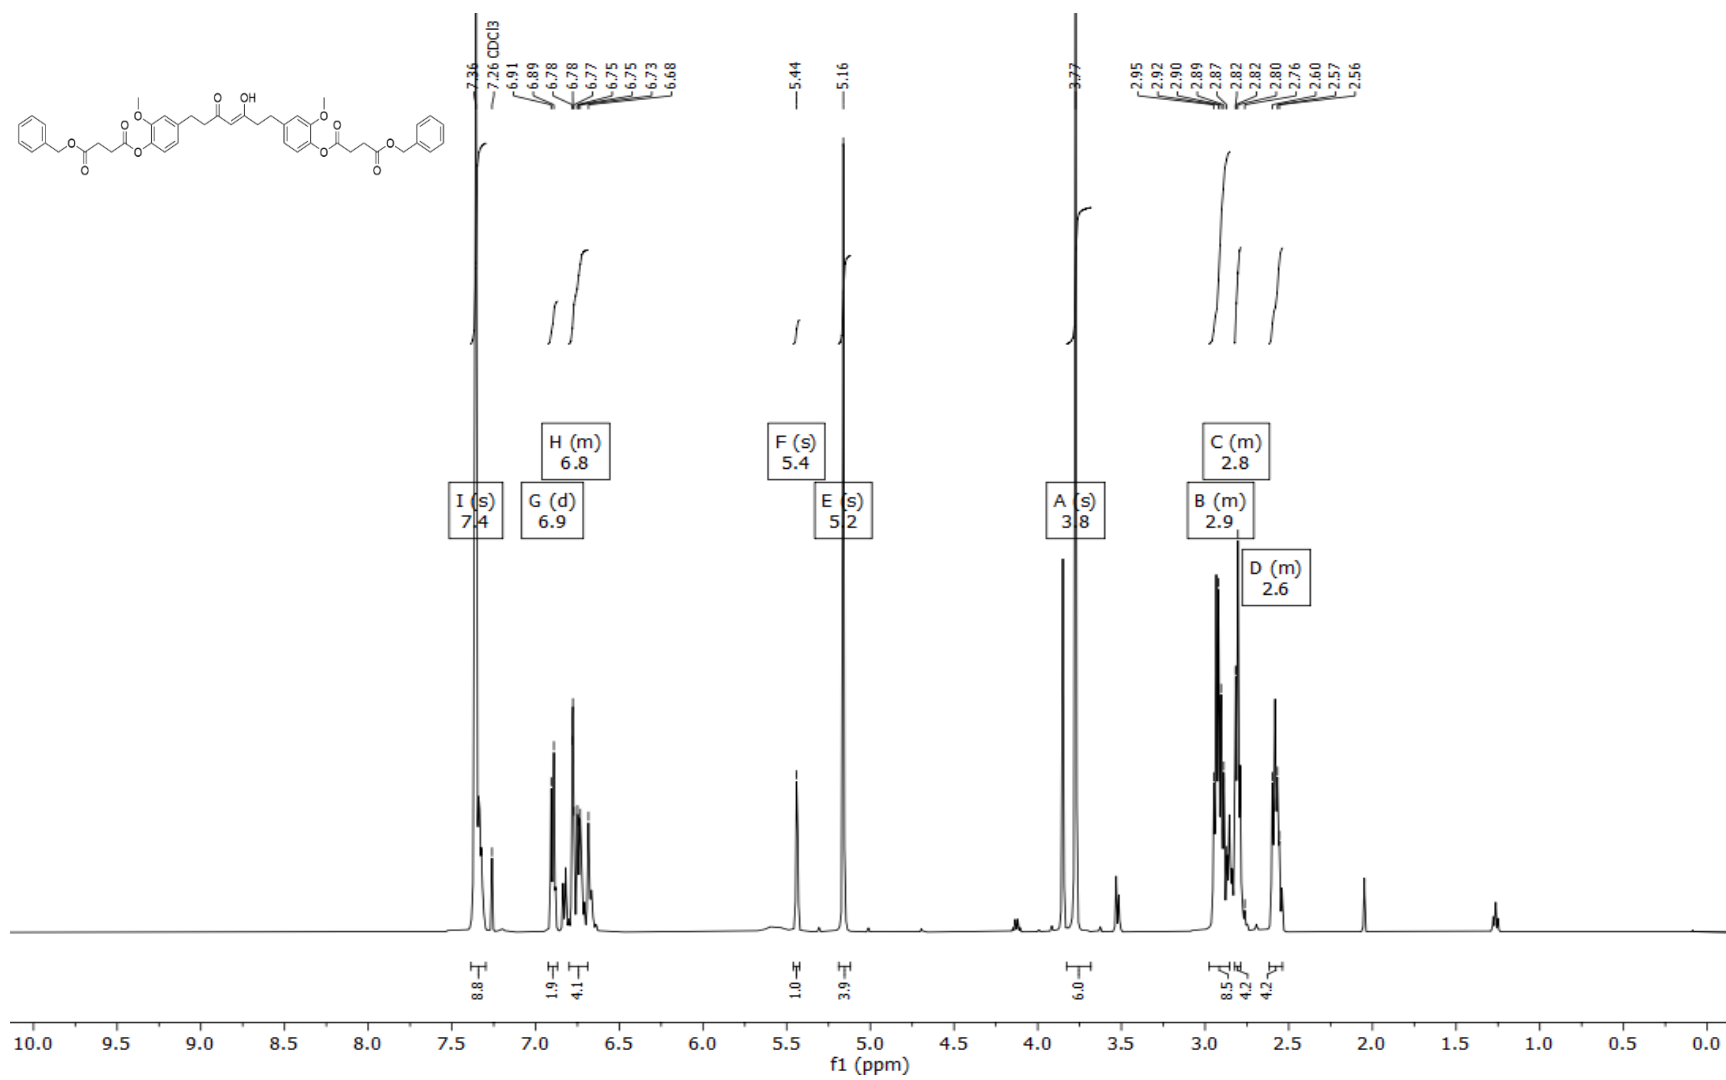 7.36
7.26 CDCl3
6.91
6.89
6.78
6.78
6.77
6.75
6.75
6.73
6.68
5.44
5.16
3.77
2.95
2.92
2.90
2.89
2.87
2.82
2.82
2.80
2.76
2.60
2.57
2.56
O
O
OH
O
O
O
O
O
O
O
O
O
O
H (m)
6.8
F (s)
5.4
C (m)
2.8
I (s)
7.4
G (d)
6.9
E (s)
5.2
A (s)
3.8
B (m)
2.9
D (m)
2.6
8.8
1.9
4.1
1.0
3.9
6.0
8.5
4.2
4.2
10.0 9.5 9.0 8.5 8.0 7.5 7.0 6.5 6.0 5.5 5.0 4.5 4.0 3.5 3.0 2.5 2.0 1.5 1.0 0.5 0.0
f1 (ppm)